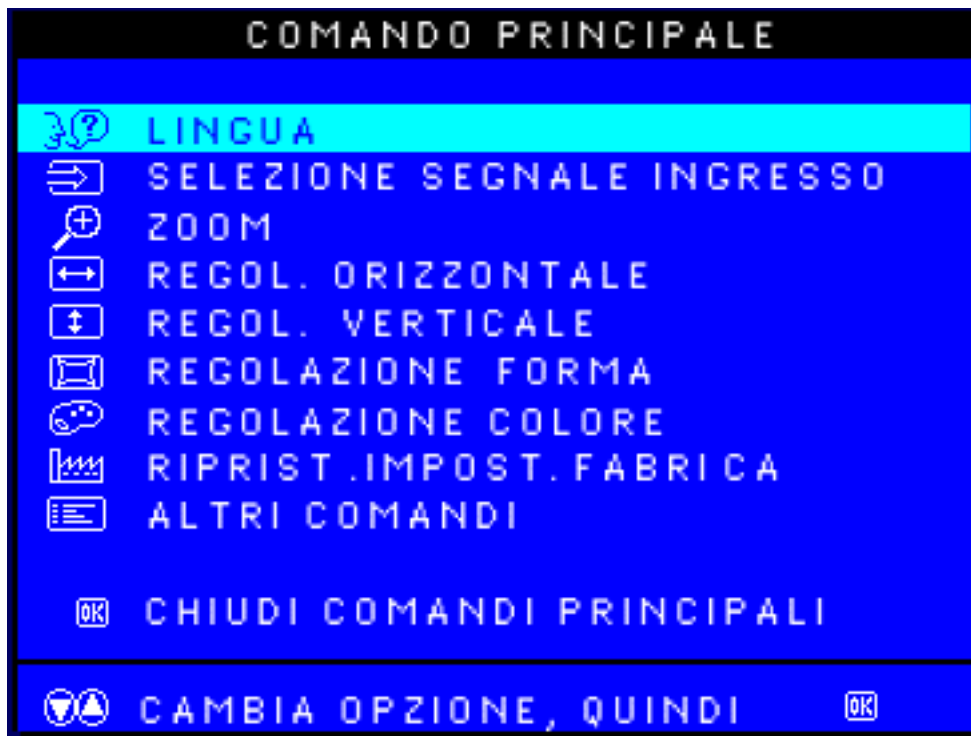 COMANDO PRINCIPALE
LINGUA
SELEZIONE SEGNALE INGRESSO
ZOOM
REGOL. ORIZZONTALE
REGOL. VERTICALE
REGOLAZIONE FORMA
REGOLAZIONE COLORE
RIPRIST.IMPOST.FABRICA
ALTRI COMANDI
OK CHIUDI COMANDI PRINCIPALI
CAMBIA OPZIONE, QUINDI OK